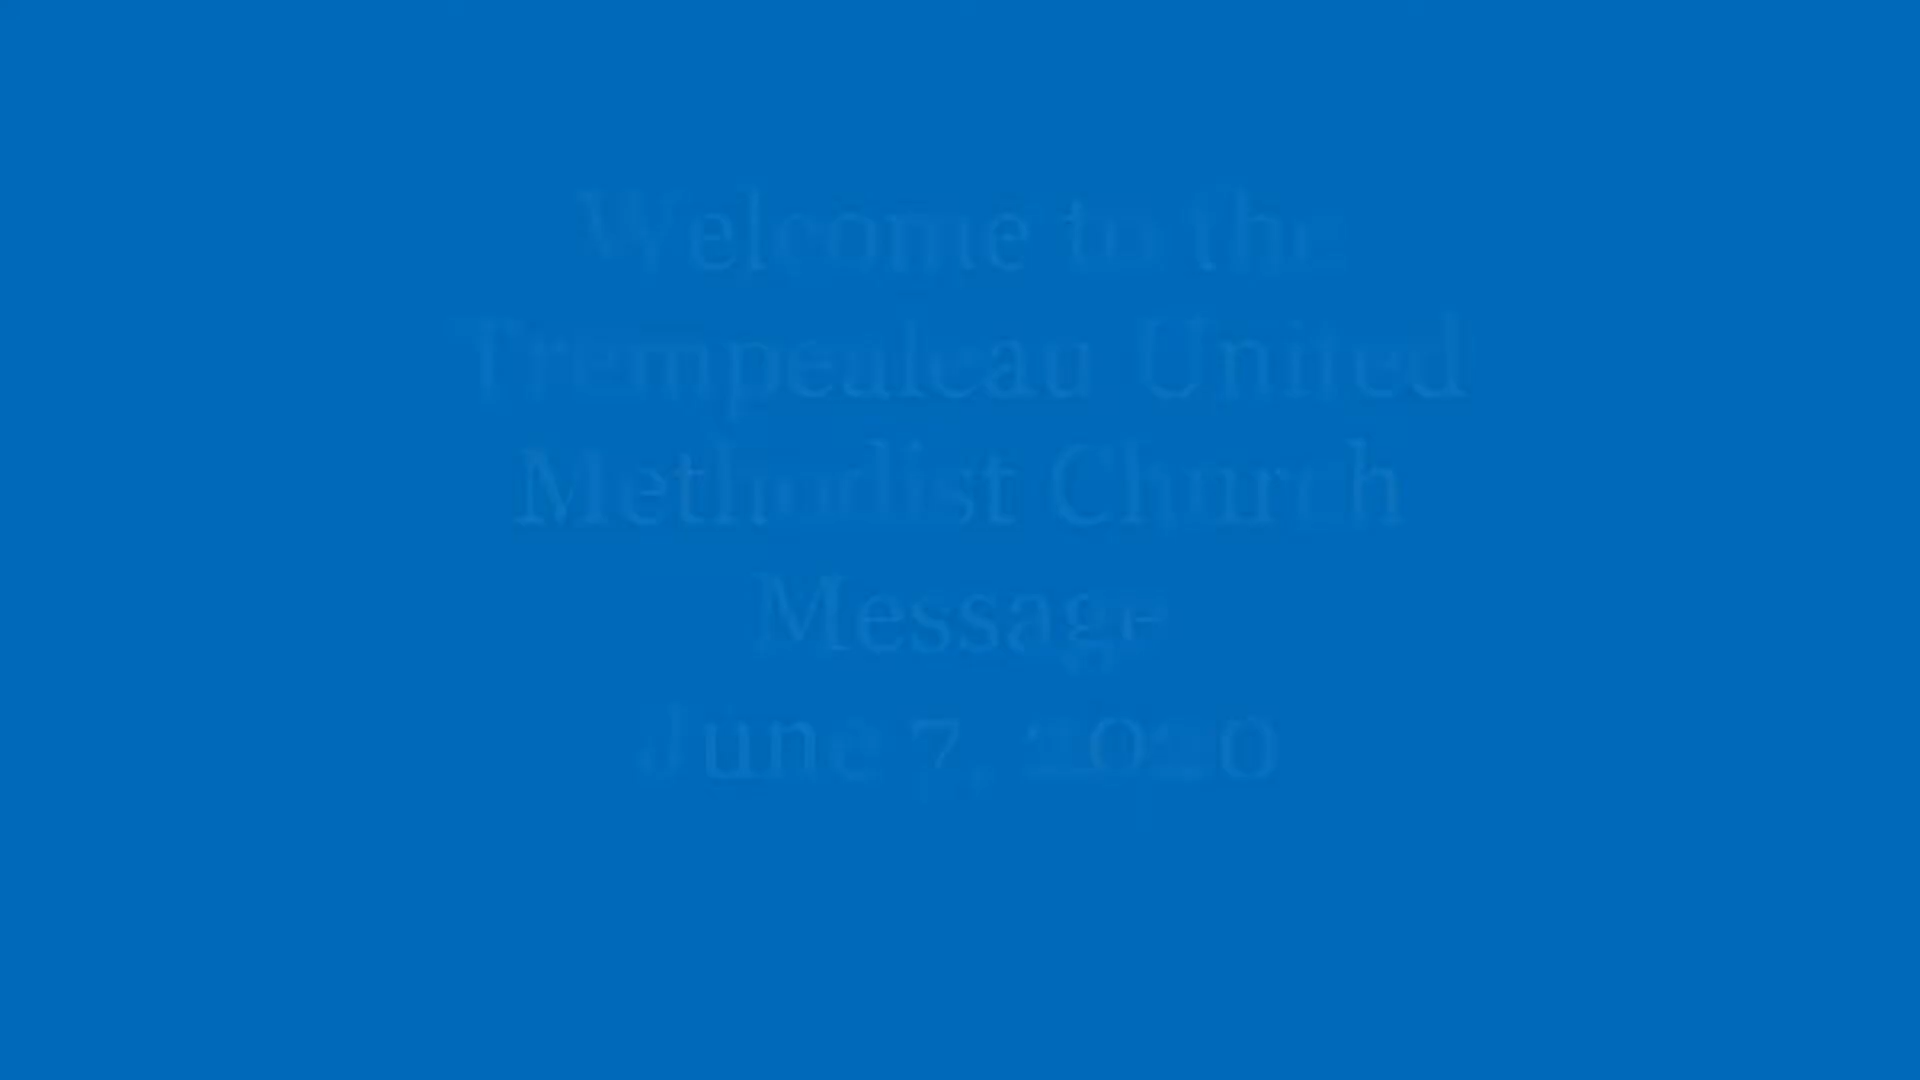 Welcome to the
Trempealeau United
Methodist Church
Message
June 7, 2020